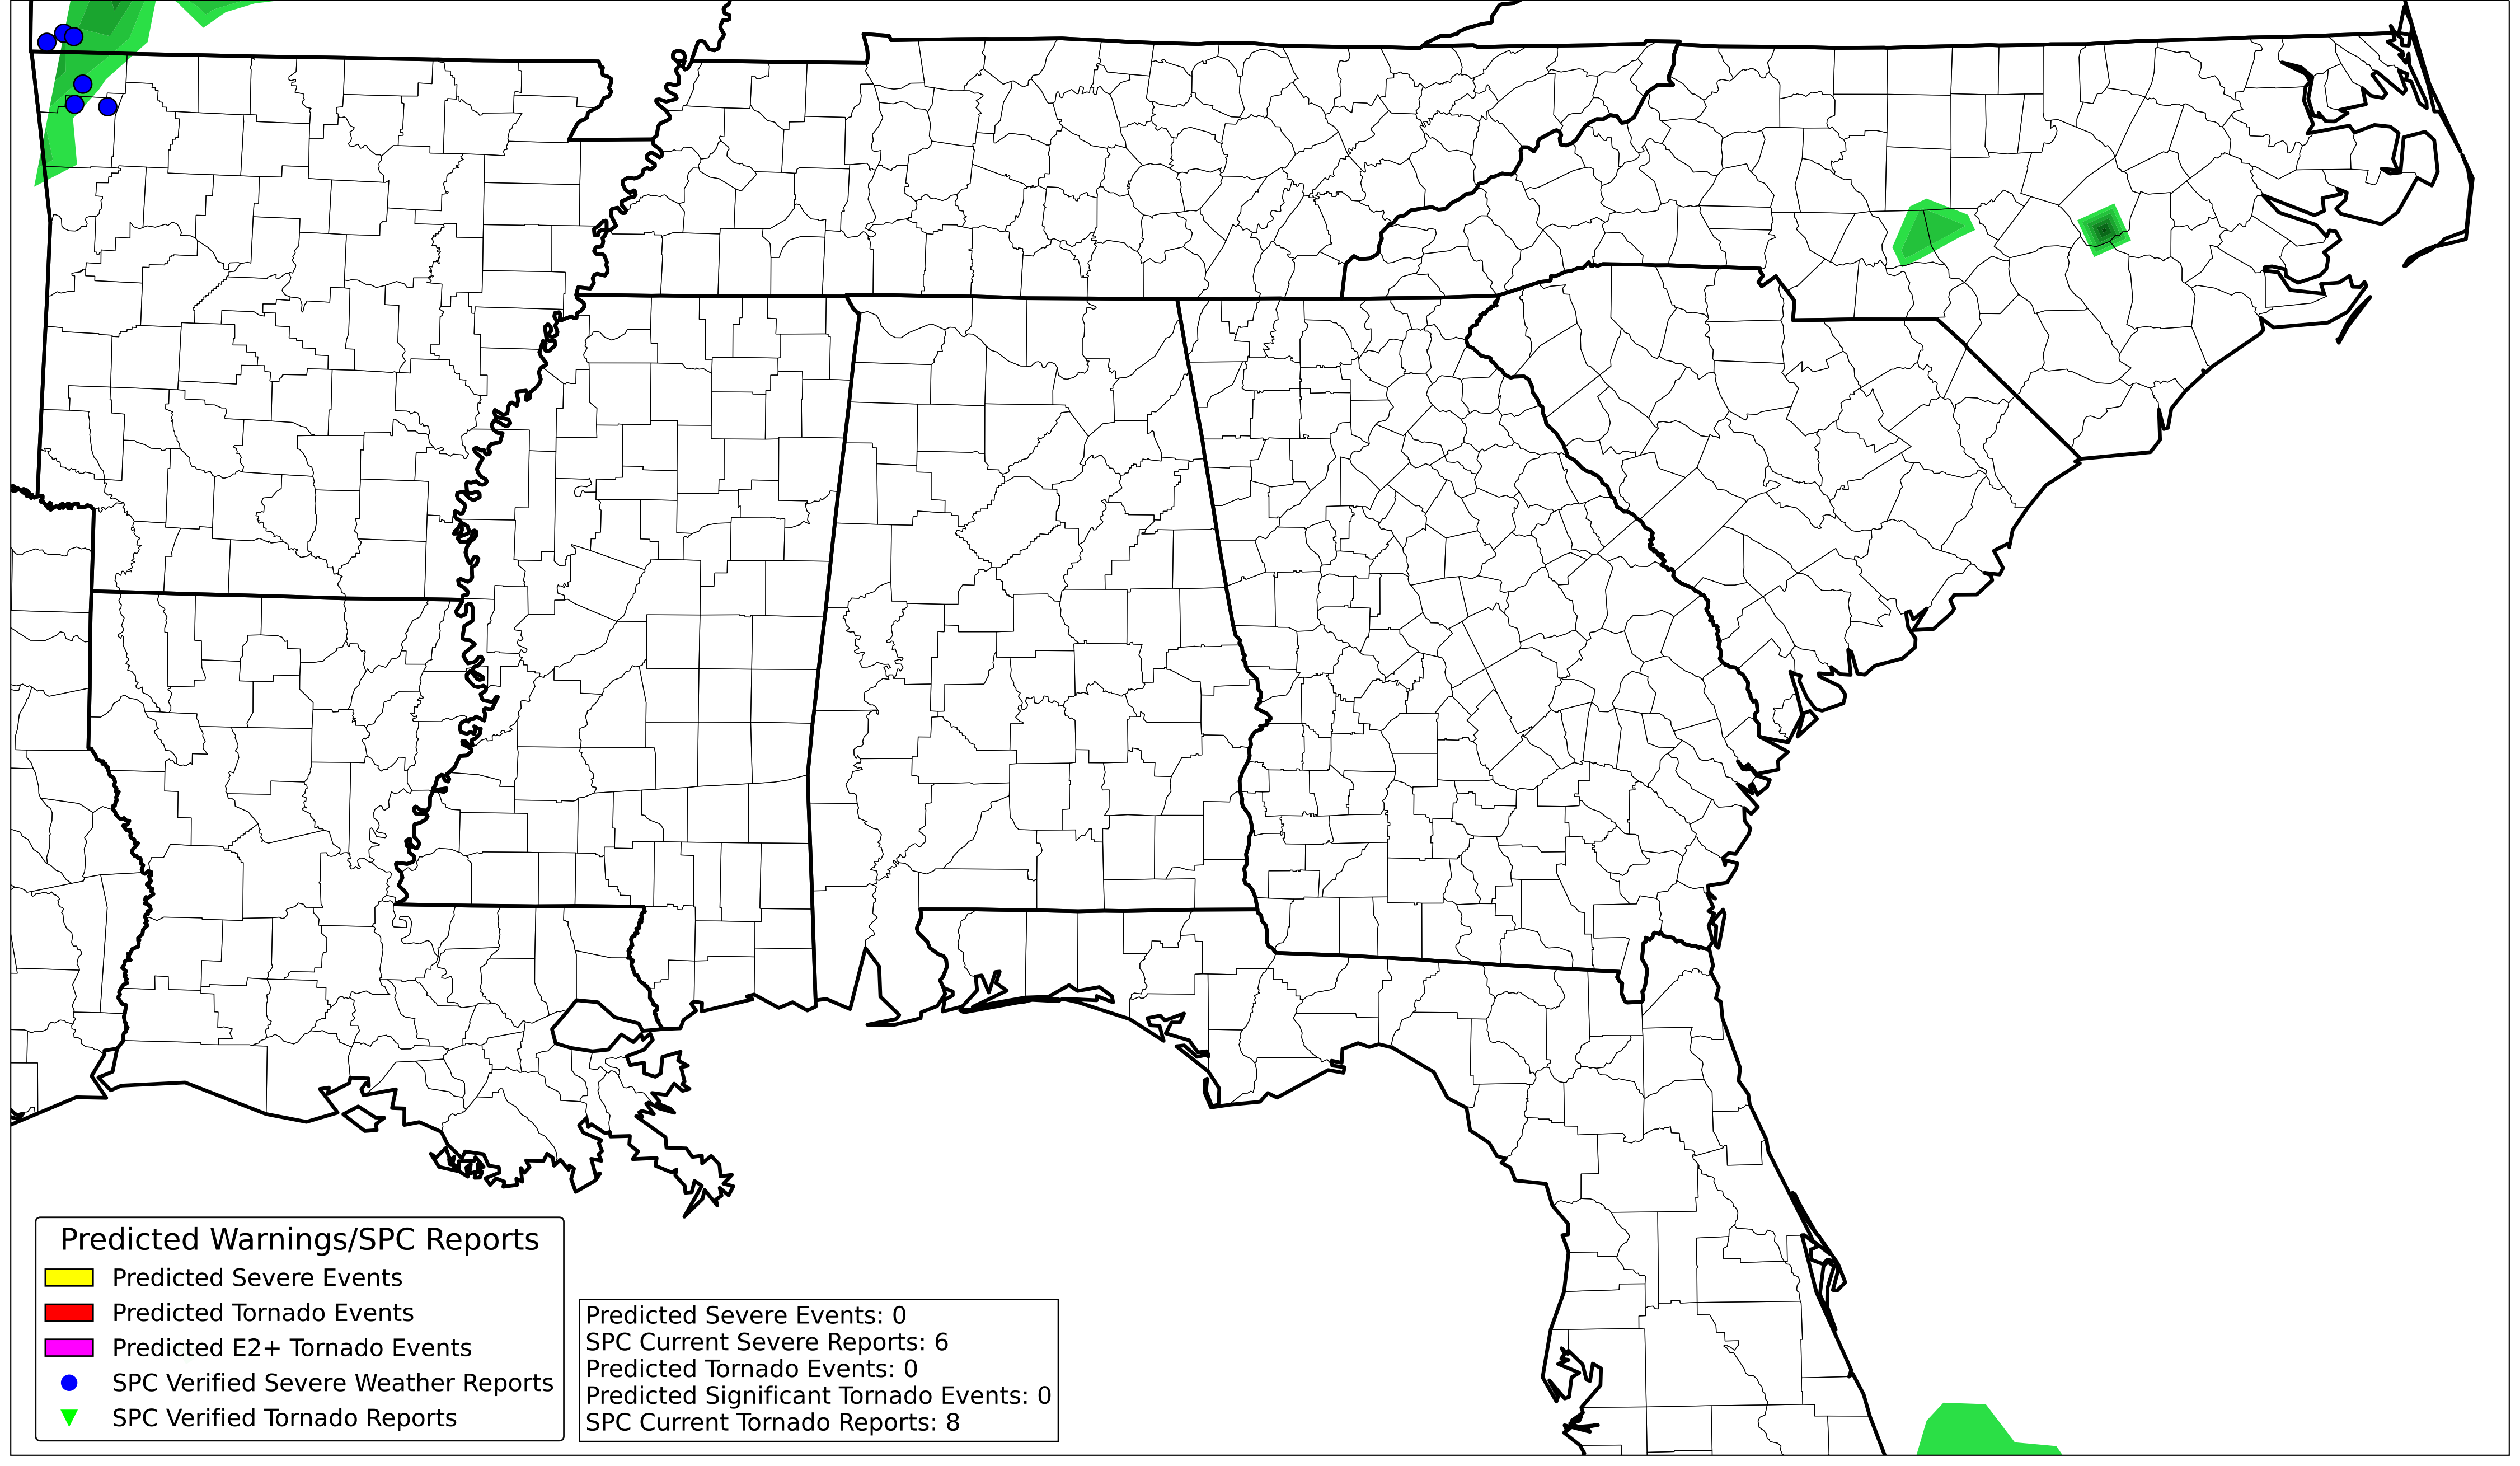 Predicted Warnings/SPC Reports
Predicted Severe Events
Predicted Tornado Events
Predicted E2+ Tornado Events
SPC Verified Severe Weather Reports
SPC Verified Tornado Reports
Predicted Severe Events: 0
SPC Current Severe Reports: 6
Predicted Tornado Events: 0
Predicted Significant Tornado Events: 0
SPC Current Tornado Reports: 8